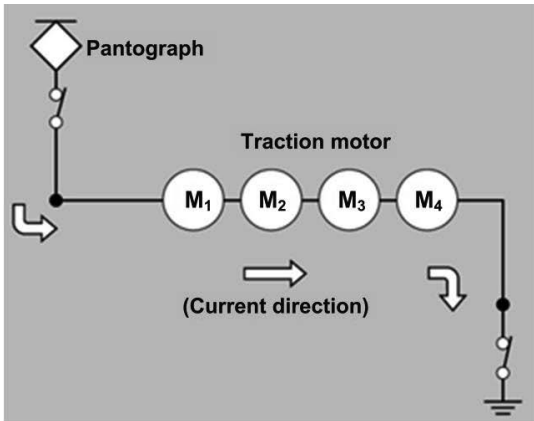 Pantograph
Traction motor
M₁ M₂ M₃ M₄
(Current direction)